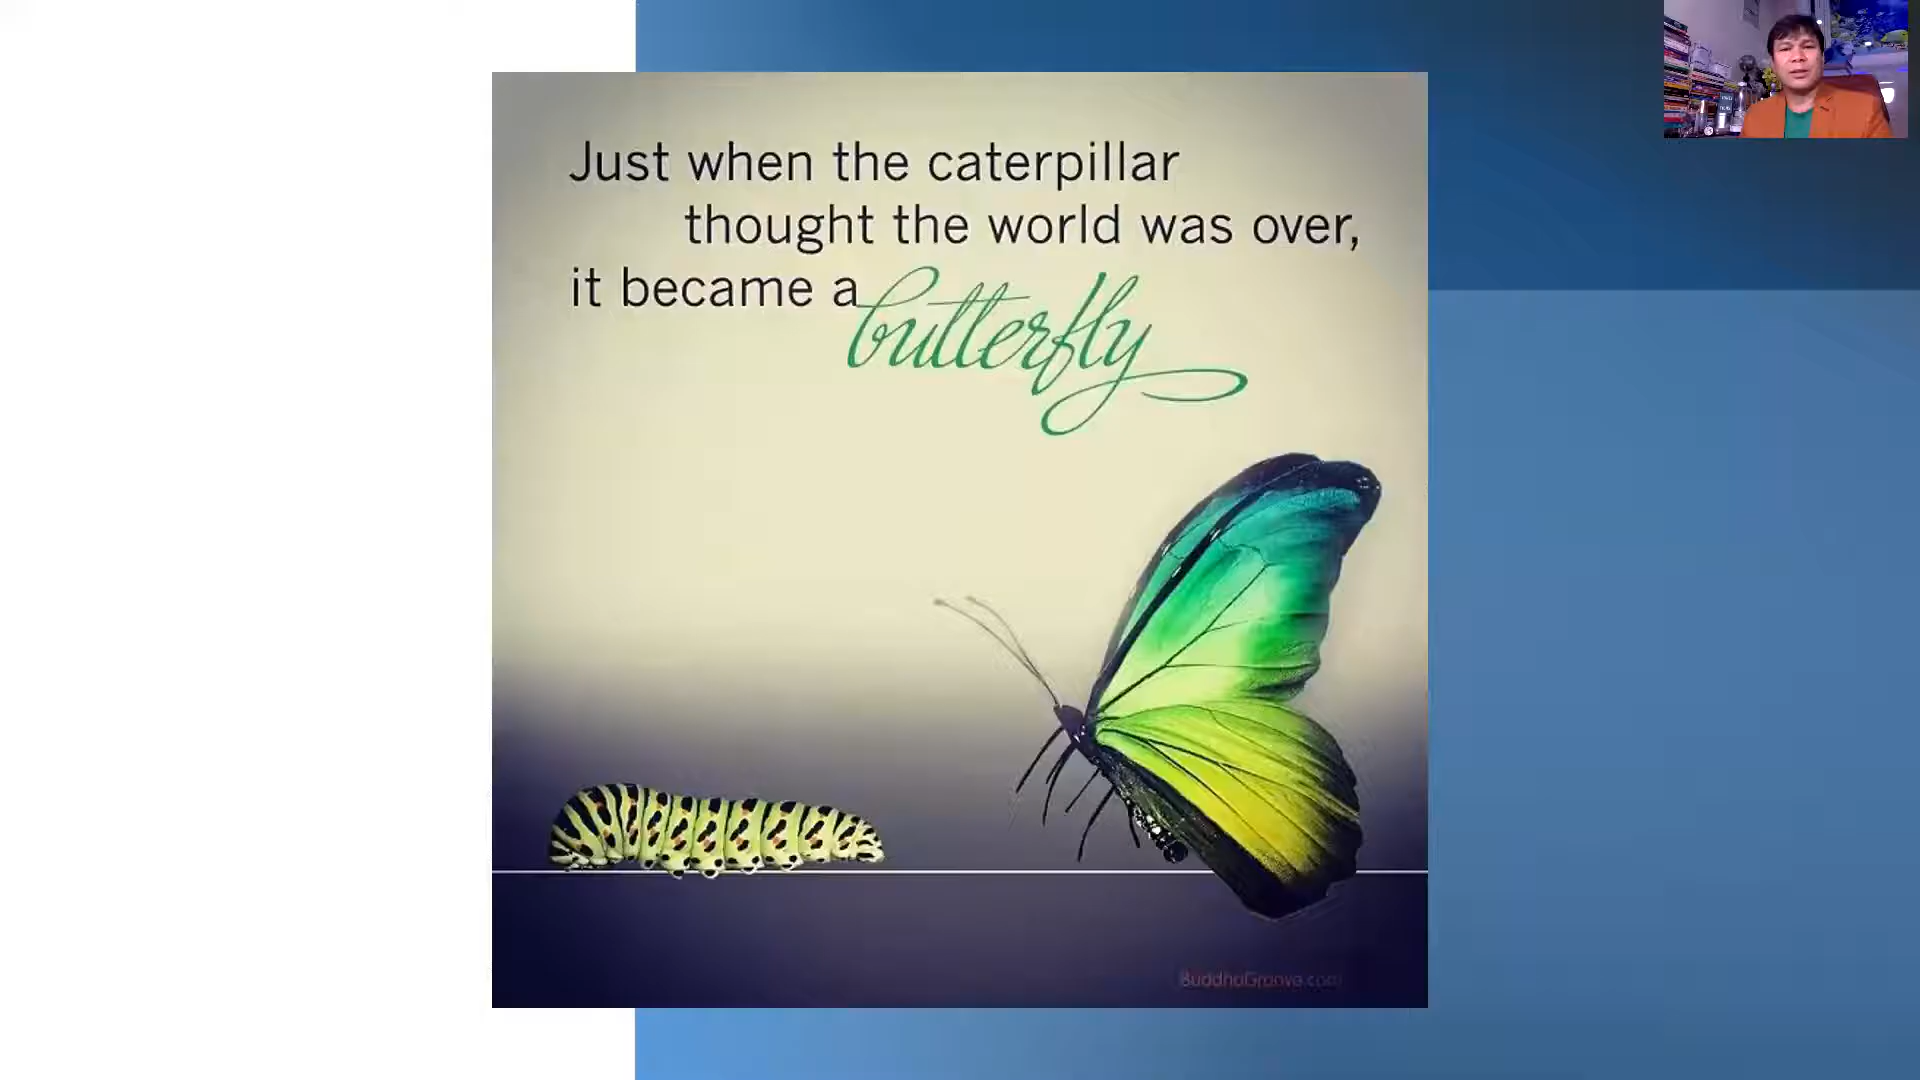 Just when the caterpillar
thought the world was over,
it became a butterfly
BuddhaGroove.com